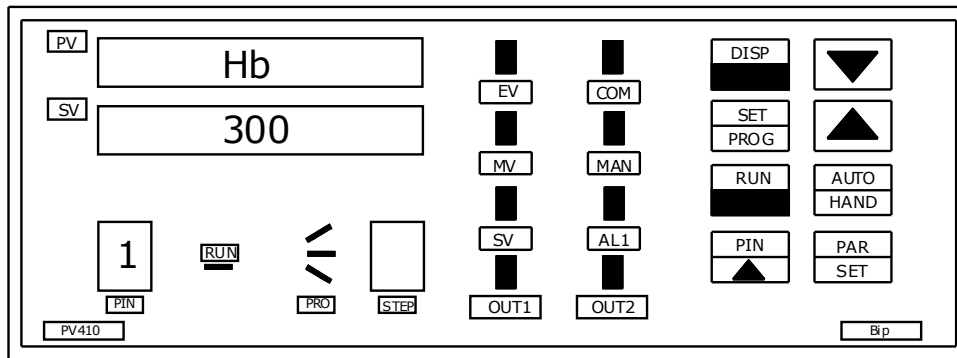 PV
Hb
SV
300
EV
COM
MV
MAN
SV
AL1
OUT1
OUT2
1
PIN
RUN
PRO
STEP
PV410
DISP
SET
PROG
RUN
AUTO
HAND
PIN
PAR
SET
Bip